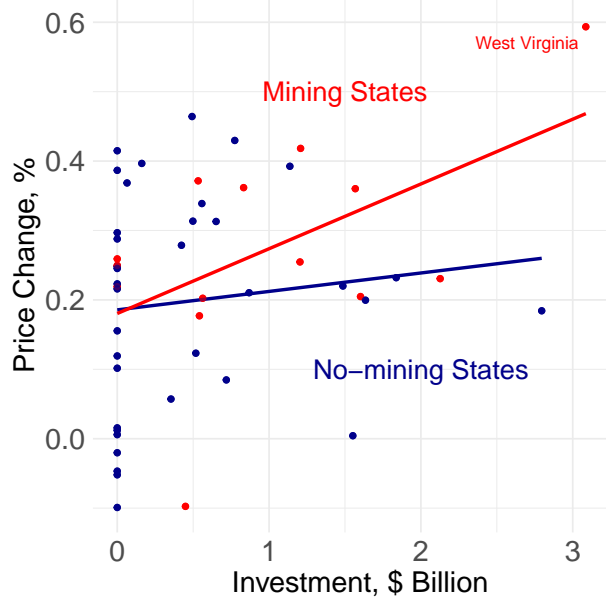 0.6
West Virginia
Mining States
0.4
Price Change, %
0.2
No−mining States
0.0
0 1 2 3
Investment, $ Billion